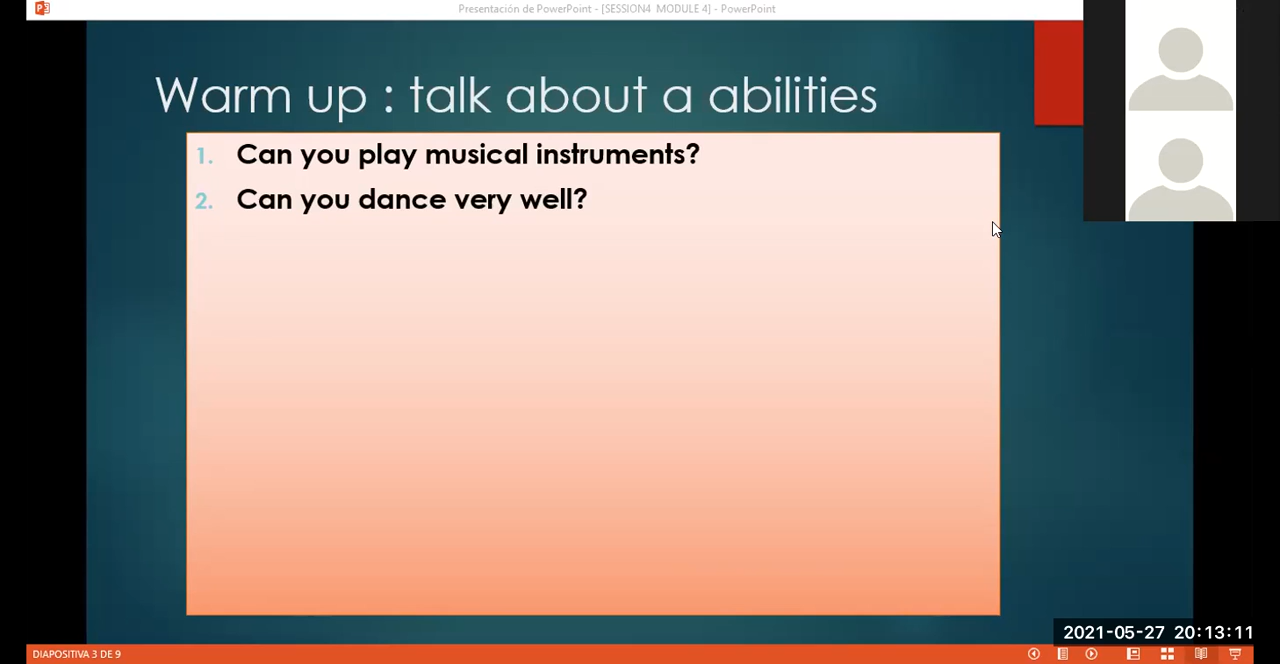 Presentación de PowerPoint - [SESSION4 MODULE 4] - PowerPoint
Warm up : talk about a abilities
1. Can you play musical instruments?
2. Can you dance very well?
2021-05-27 20:13:11
DIAPOSITIVA 3 DE 9